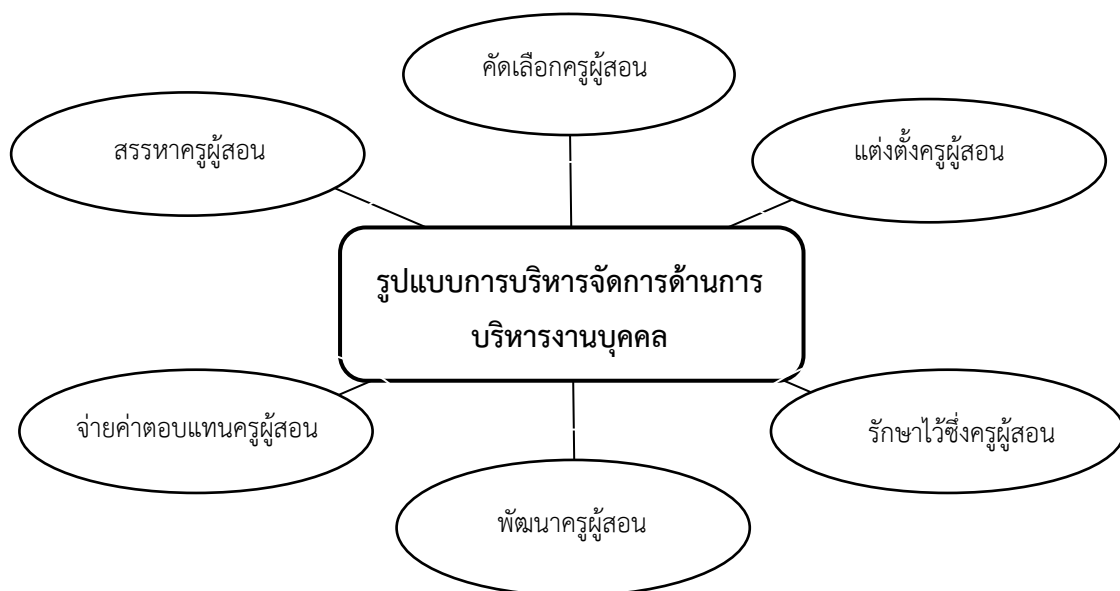 คัดเลือกครูผู้สอน
สรรหาครูผู้สอน
แต่งตั้งครูผู้สอน
รูปแบบการบริหารจัดการด้านการ
บริหารงานบุคคล
จ่ายค่าตอบแทนครูผู้สอน
รักษาไว้ซึ่งครูผู้สอน
พัฒนาครูผู้สอน